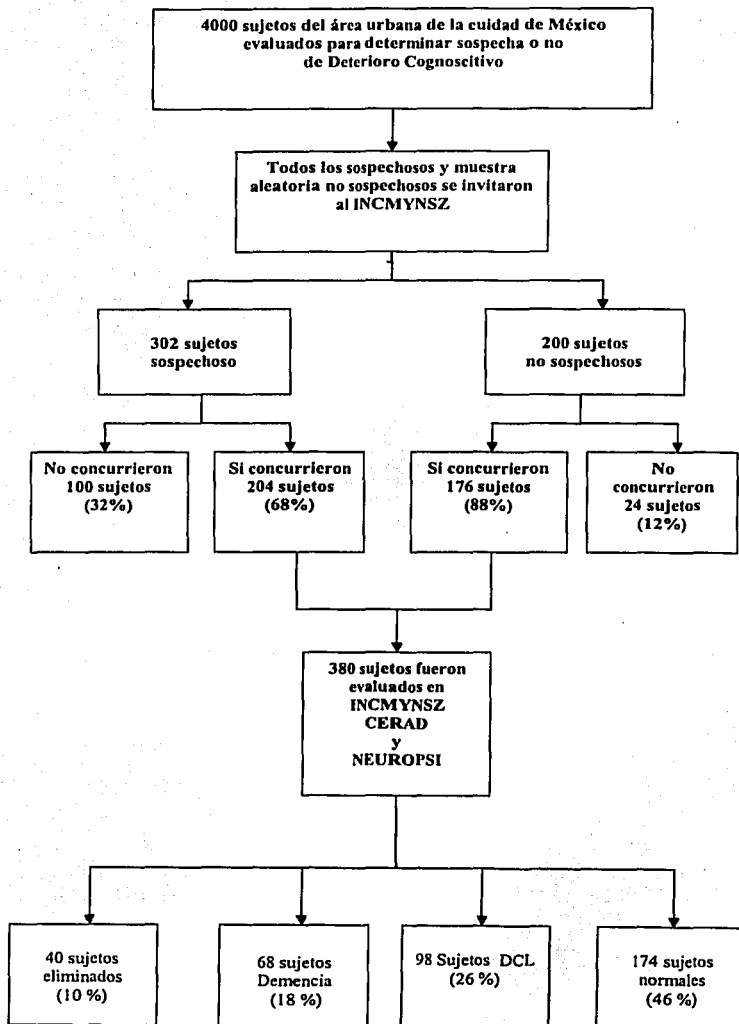 4000 sujetos del área urbana de la cuidad de México
evaluados para determinar sospecha o no
de Deterioro Cognoscitivo
Todos los sospechosos y muestra
aleatoria no sospechosos se invitaron
al INCMYNSZ
302 sujetos
sospechoso
200 sujetos
no sospechosos
No concurrieron
100 sujetos
(32%)
Si concurrieron
204 sujetos
(68%)
Si concurrieron
176 sujetos
(88%)
No
concurrieron
24 sujetos
(12%)
380 sujetos fueron
evaluados en
INCMYNSZ
CERAD
y
NEUROPSI
40 sujetos
eliminados
(10 %)
68 sujetos
Demencia
(18 %)
98 Sujetos DCL
(26 %)
174 sujetos
normales
(46 %)